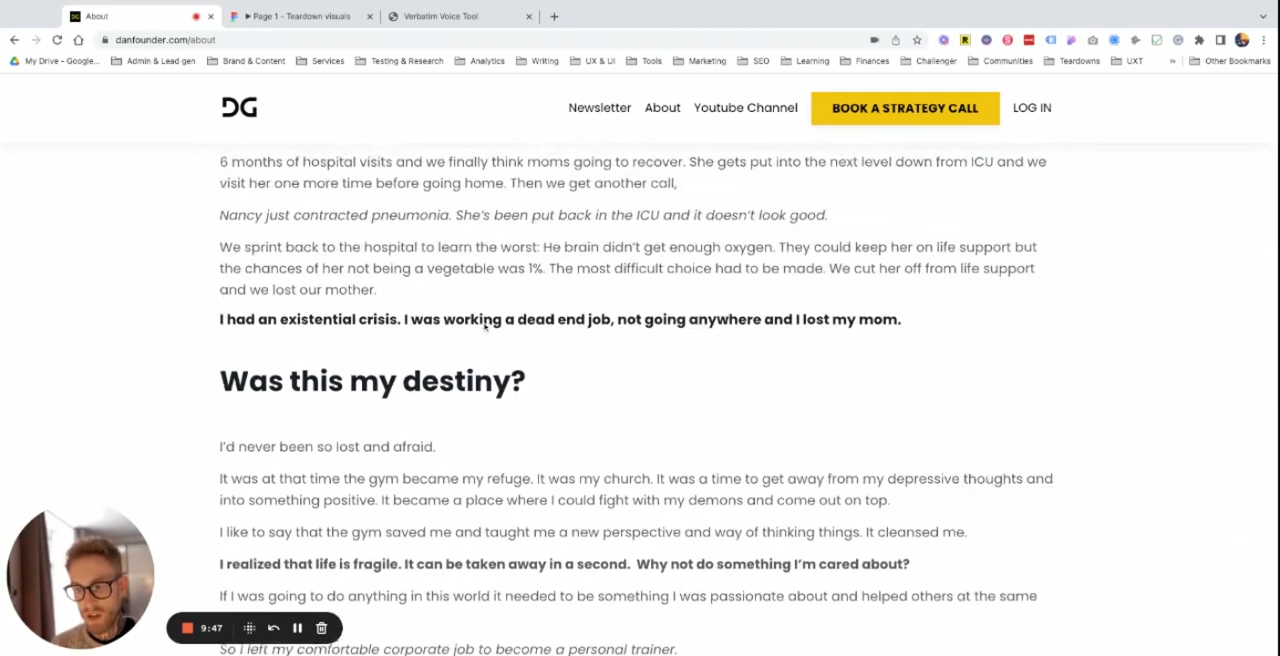 About
Page 1 - Teardown visuals
Verbatim Voice Tool
danfounder.com/about
My Drive - Google...
Admin & Lead gen
Brand & Content
Services
Testing & Research
Analytics
Writing
UX & UI
Tools
Marketing
SEO
Learning
Finances
Challenger
Communities
Teardowns
UXT
»
Other Bookmarks
DG
Newsletter
About
Youtube Channel
BOOK A STRATEGY CALL
LOG IN
6 months of hospital visits and we finally think moms going to recover. She gets put into the next level down from ICU and we
visit her one more time before going home. Then we get another call,
Nancy just contracted pneumonia. She's been put back in the ICU and it doesn't look good.
We sprint back to the hospital to learn the worst: He brain didn't get enough oxygen. They could keep her on life support but
the chances of her not being a vegetable was 1%. The most difficult choice had to be made. We cut her off from life support
and we lost our mother.
I had an existential crisis. I was working a dead end job, not going anywhere and I lost my mom.
Was this my destiny?
I'd never been so lost and afraid.
It was at that time the gym became my refuge. It was my church. It was a time to get away from my depressive thoughts and
into something positive. It became a place where I could fight with my demons and come out on top.
I like to say that the gym saved me and taught me a new perspective and way of thinking things. It cleansed me.
I realized that life is fragile. It can be taken away in a second. Why not do something I'm cared about?
If I was going to do anything in this world it needed to be something I was passionate about and helped others at the same
9:47
So I left my comfortable corporate job to become a personal trainer.